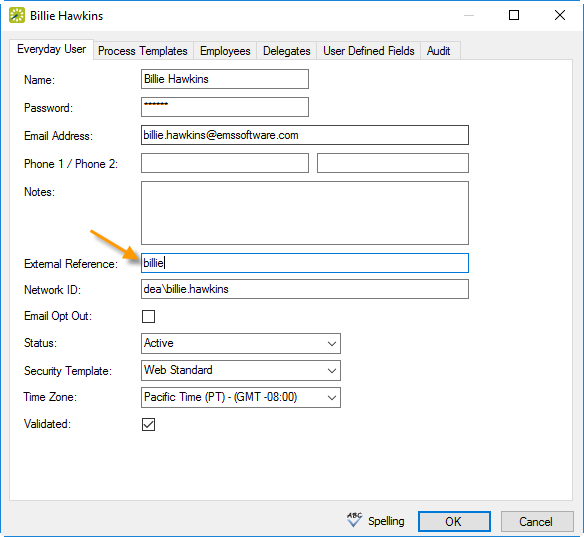 Billie Hawkins
Everyday User Process Templates Employees Delegates User Defined Fields Audit
Name: Billie Hawkins
Password: ******
Email Address: billie.hawkins@emssoftware.com
Phone 1 / Phone 2:
Notes:
External Reference: billie
Network ID: dea\billie.hawkins
Email Opt Out:
Status: Active
Security Template: Web Standard
Time Zone: Pacific Time (PT) - (GMT -08:00)
Validated:
ABC Spelling OK Cancel